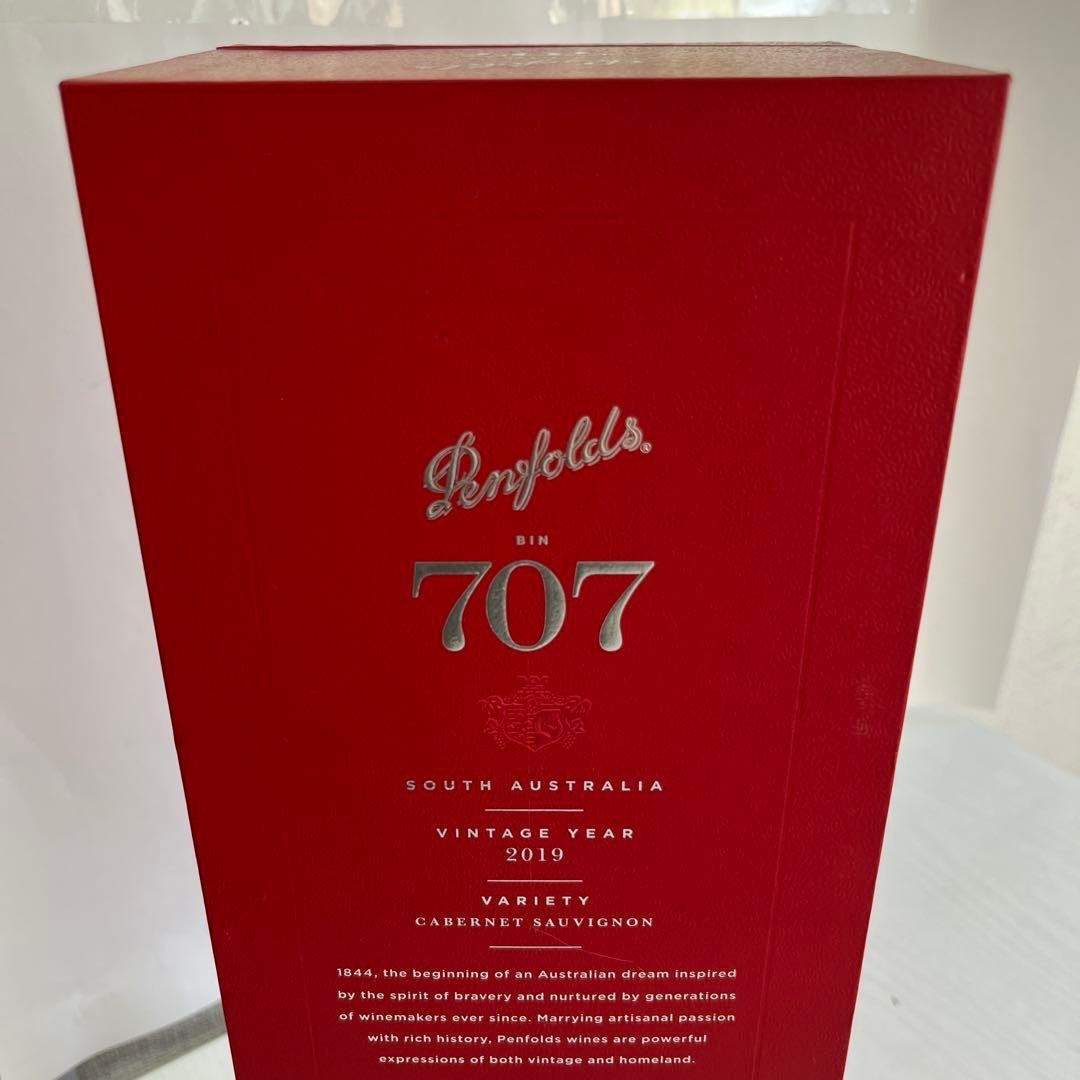 Penfolds.
BIN
707
SOUTH AUSTRALIA
VINTAGE YEAR
2019
VARIETY
CABERNET SAUVIGNON
1844, the beginning of an Australian dream inspired
by the spirit of bravery and nurtured by generations
of winemakers ever since. Marrying artisanal passion
with rich history, Penfolds wines are powerful
expressions of both vintage and homeland.